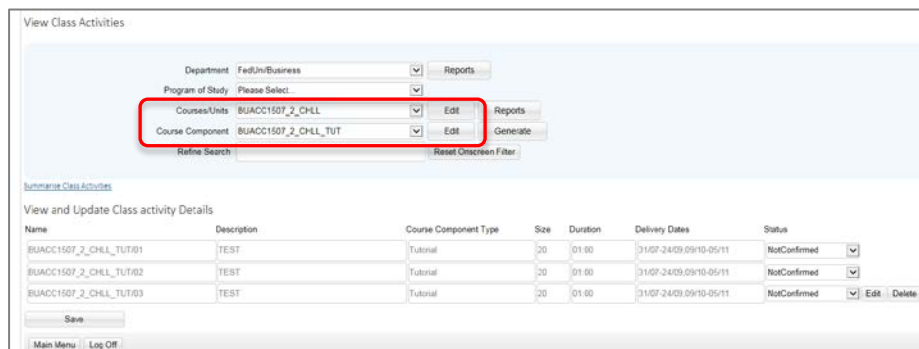 View Class Activities
Department FedUni/Business Reports
Program of Study Please Select...
Courses/Units BUACC1507_2_CHLL Edit Reports
Course Component BUACC1507_2_CHLL_TUT Edit Generate
Refine Search Reset Onscreen Filter
Summarise Class Activities
View and Update Class activity Details
Name Description Course Component Type Size Duration Delivery Dates Status
BUACC1507_2_CHLL_TUT/01 TEST Tutorial 20 01:00 31/07-24/09,09/10-05/11 NotConfirmed
BUACC1507_2_CHLL_TUT/02 TEST Tutorial 20 01:00 31/07-24/09,09/10-05/11 NotConfirmed
BUACC1507_2_CHLL_TUT/03 TEST Tutorial 20 01:00 31/07-24/09,09/10-05/11 NotConfirmed Edit Delete
Save
Main Menu Log Off